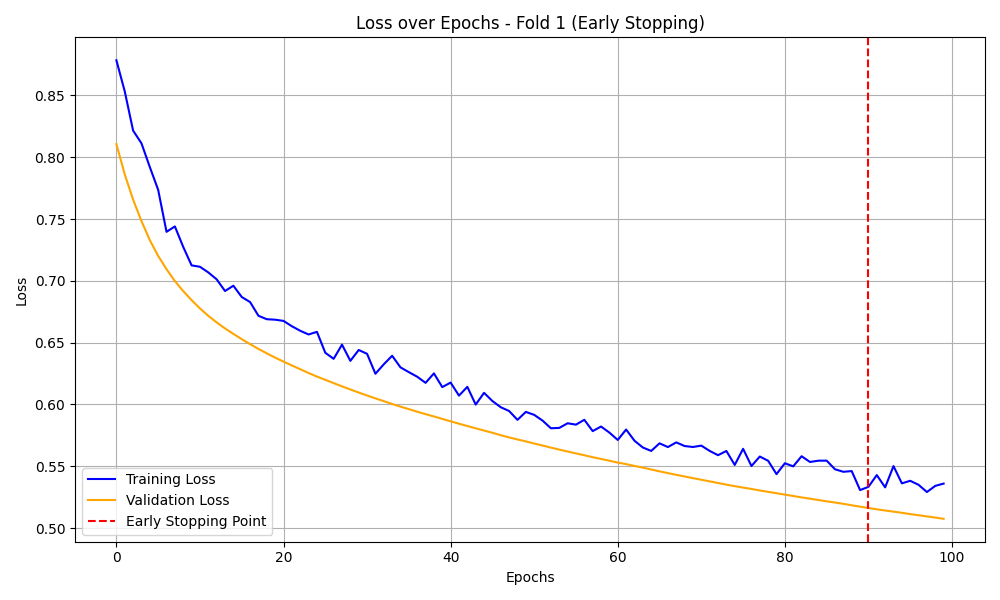 Loss over Epochs - Fold 1 (Early Stopping)
Loss
0.85
0.80
0.75
0.70
0.65
0.60
0.55
0.50
Training Loss
Validation Loss
Early Stopping Point
0 20 40 60 80 100
Epochs